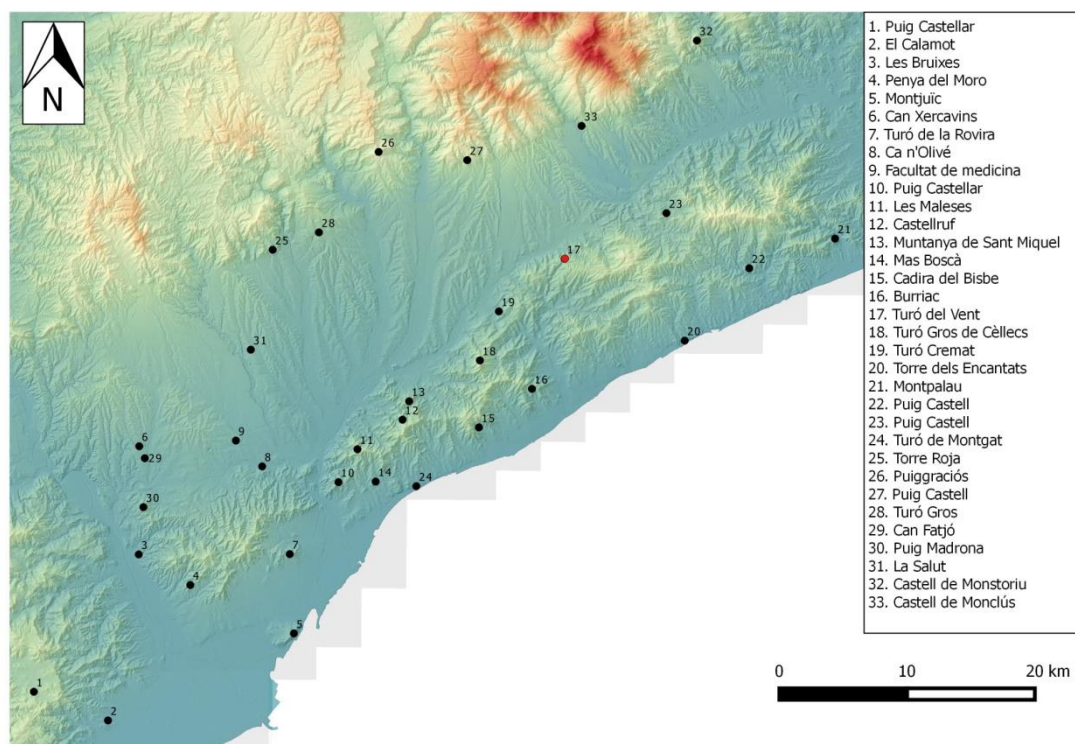 N
1. Puig Castellar
2. El Calamot
3. Les Bruixes
4. Penya del Moro
5. Montjuïc
6. Can Xercavins
7. Turó de la Rovira
8. Ca n'Olivé
9. Facultat de medicina
10. Puig Castellar
11. Les Maleses
12. Castellruf
13. Muntanya de Sant Miquel
14. Mas Boscà
15. Cadira del Bisbe
16. Burriac
17. Turó del Vent
18. Turó Gros de Cèllecs
19. Turó Cremat
20. Torre dels Encantats
21. Montpalau
22. Puig Castell
23. Puig Castell
24. Turó de Montgat
25. Torre Roja
26. Puiggraciós
27. Puig Castell
28. Turó Gros
29. Can Fatjó
30. Puig Madrona
31. La Salut
32. Castell de Monstoriu
33. Castell de Monclús
32
33
26
27
23
28
21
25
17
22
19
31
20
18
16
13
12
15
9
6
11
29
8
10
14
24
30
3
7
4
5
1
2
0 10 20 km